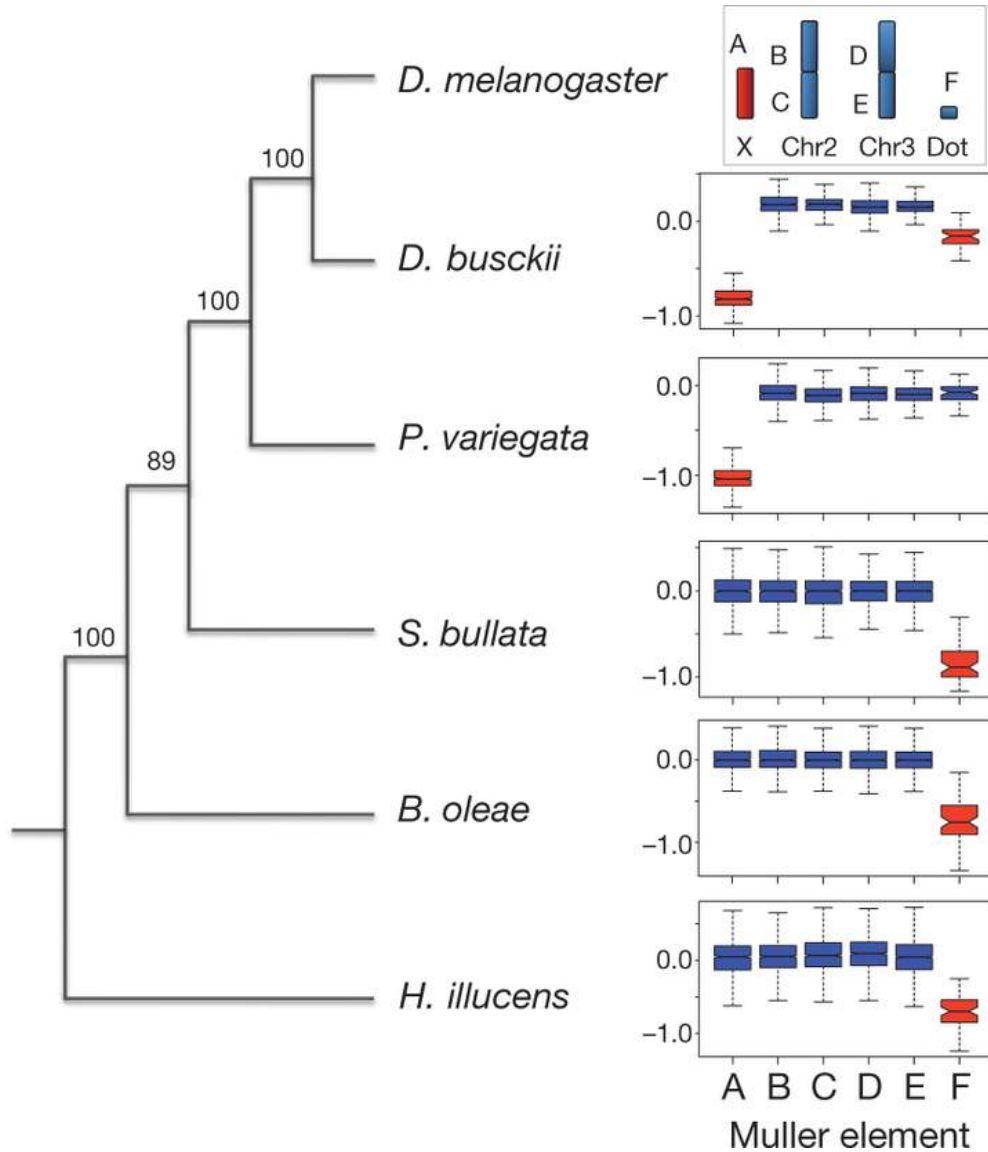 A
B
D
C
E
F
X
Chr2
Chr3
Dot
D. melanogaster
100
D. busckii
0.0
−1.0
100
P. variegata
0.0
−1.0
89
S. bullata
0.0
−1.0
100
B. oleae
0.0
−1.0
H. illucens
0.0
−1.0
A B C D E F
Muller element